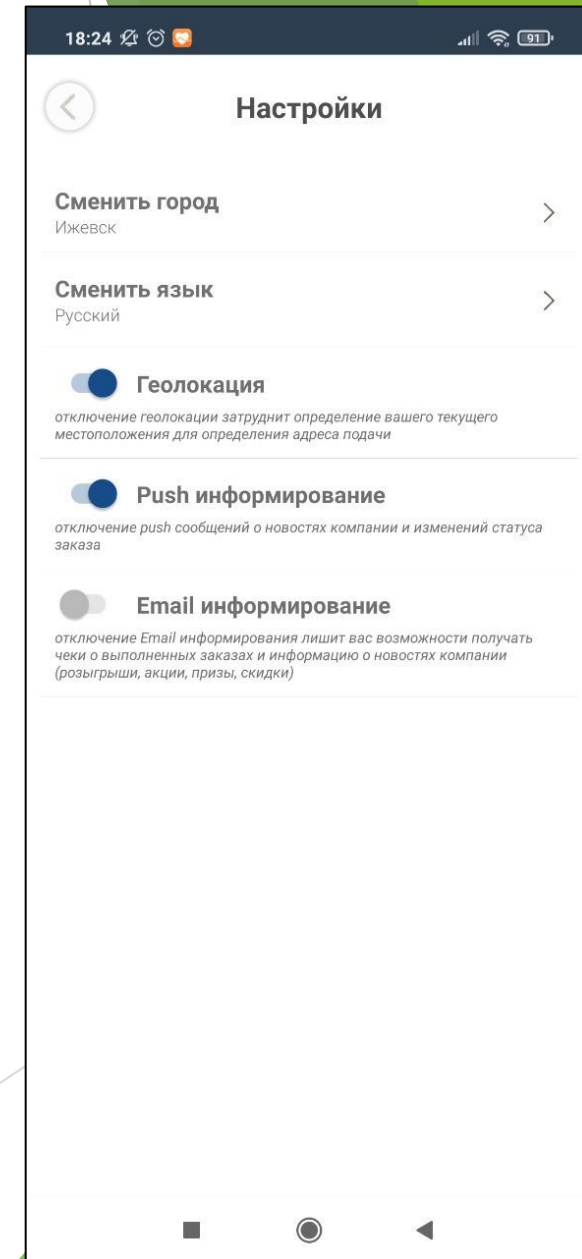 18:24
91
Настройки
Сменить город
Ижевск
Сменить язык
Русский
Геолокация
отключение геолокации затруднит определение вашего текущего
местоположения для определения адреса подачи
Push информирование
отключение push сообщений о новостях компании и изменений статуса
заказа
Email информирование
отключение Email информирования лишит вас возможности получать
чеки о выполненных заказах и информацию о новостях компании
(розыгрыши, акции, призы, скидки)